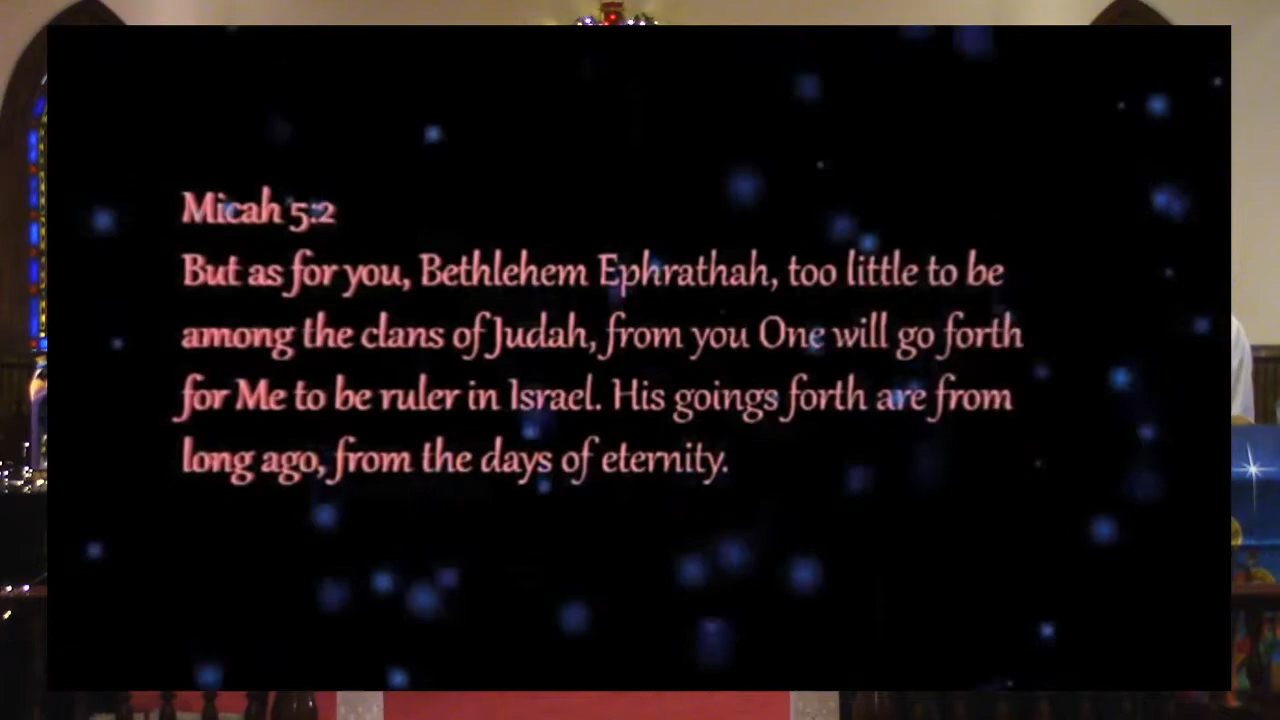 Micah 5:2
But as for you, Bethlehem Ephrathah, too little to be
among the clans of Judah, from you One will go forth
for Me to be ruler in Israel. His goings forth are from
long ago, from the days of eternity.